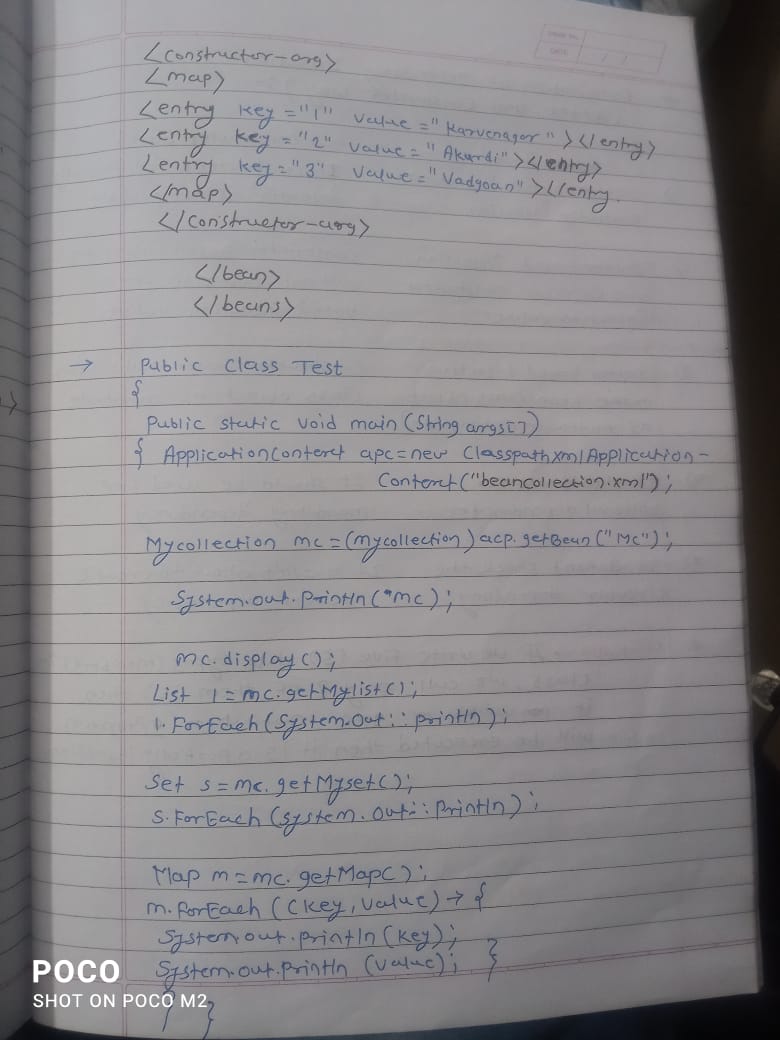 <constructor-arg>
<map>
<entry key="1" value="Karvenagar"></entry>
<entry key="2" value="Akurdi"></entry>
<entry key="3" value="Vadgoan"></entry.
</map>
</constructor-arg>
</bean>
</beans>
→ Public class Test
{
Public static void main(String args[])
{ ApplicationContext apc=new ClasspathxmlApplication-
Context("beancollection.xml");
Mycollection mc=(mycollection)acp.getBean("Mc");
System.out.println("mc);
mc.display();
List l=mc.getMylist();
l.ForEach(System.out::println);
Set s=mc.getMyset();
S.ForEach(system.out::println);
Map m=mc.getMap();
m.ForEach((key,value)→{
System.out.println(key);
System.out.println(value); }
} }
POCO
SHOT ON POCO M2